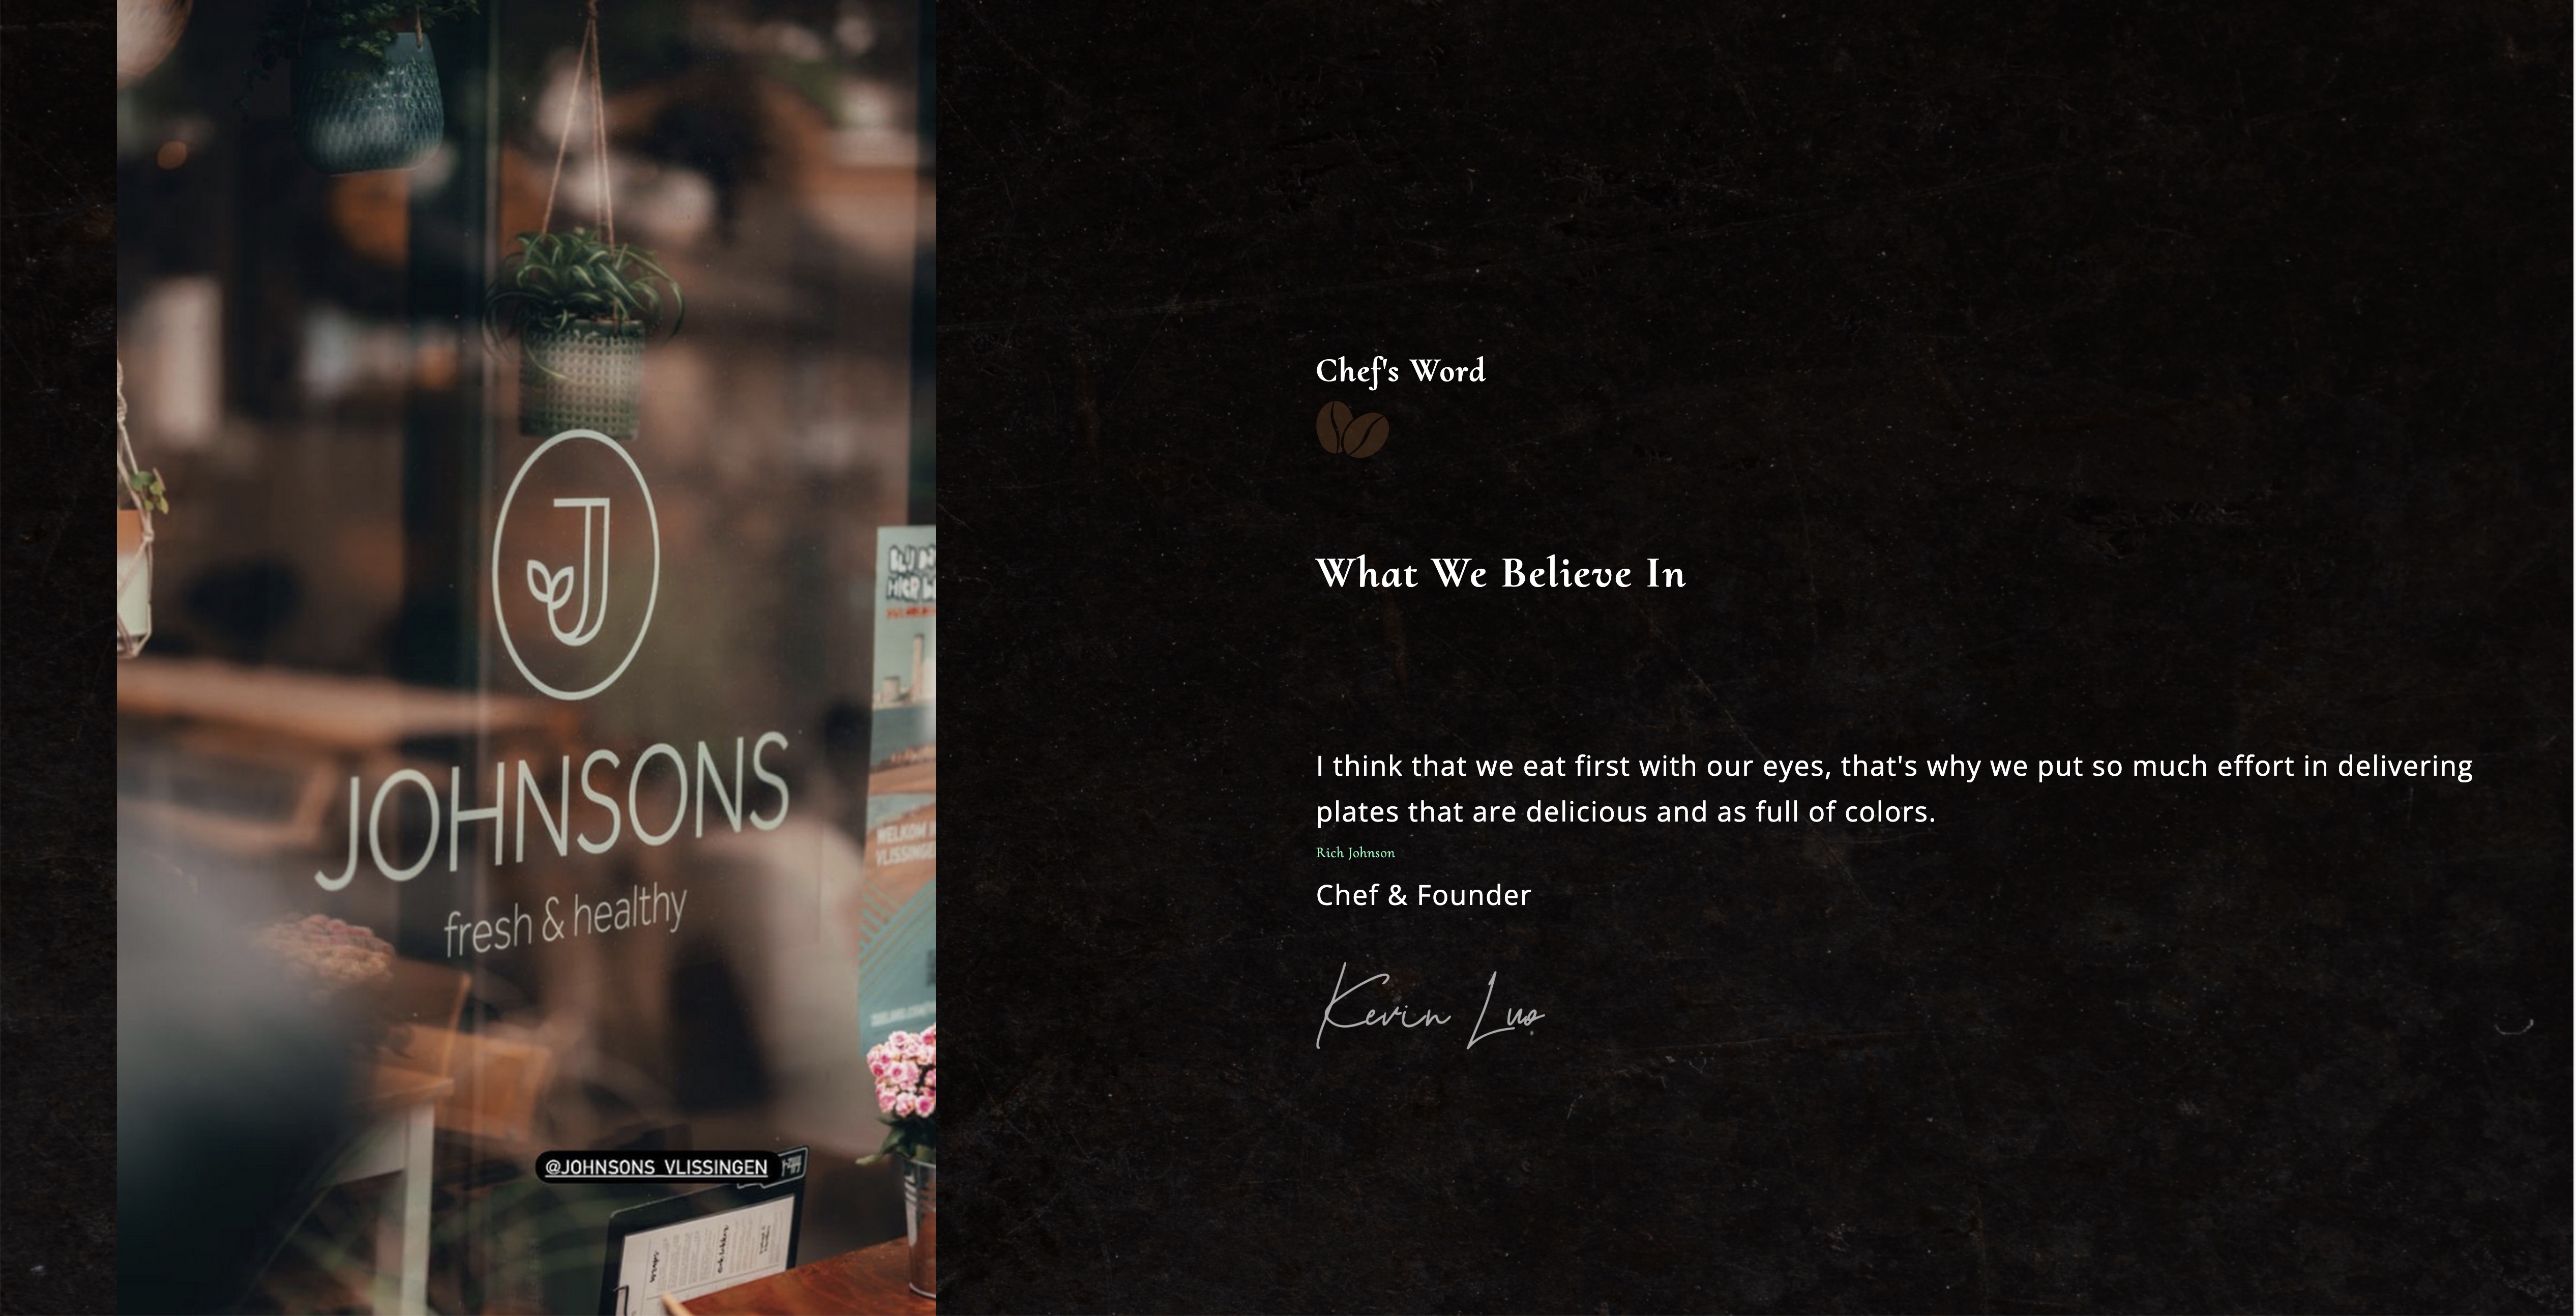 J
JOHNSONS
fresh & healthy
WELKOM
VLISSINGE
@JOHNSONS_VLISSINGEN
Chef's Word
What We Believe In
I think that we eat first with our eyes, that's why we put so much effort in delivering
plates that are delicious and as full of colors.
Rich Johnson
Chef & Founder
Kevin Luo